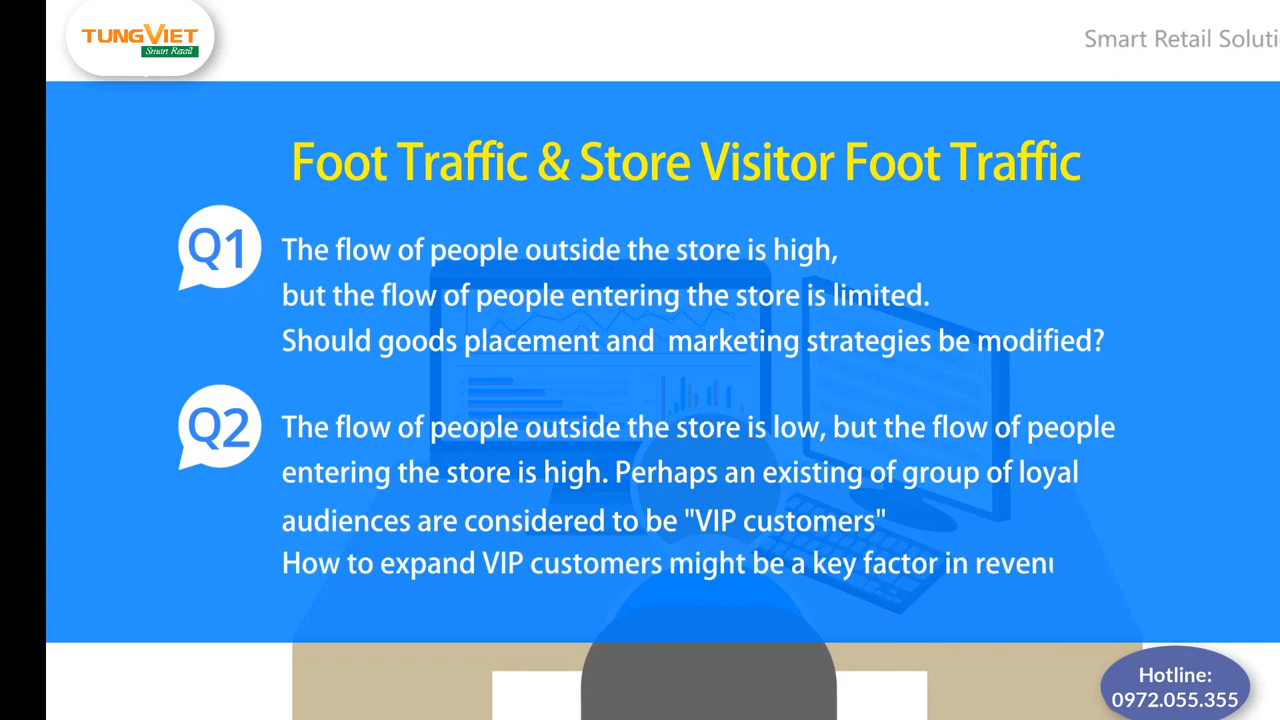 TUNGVIET
Smart Retail
Smart Retail Soluti
Foot Traffic & Store Visitor Foot Traffic
Q1
The flow of people outside the store is high,
but the flow of people entering the store is limited.
Should goods placement and marketing strategies be modified?
Q2
The flow of people outside the store is low, but the flow of people
entering the store is high. Perhaps an existing of group of loyal
audiences are considered to be "VIP customers"
How to expand VIP customers might be a key factor in reven
Hotline:
0972.055.355